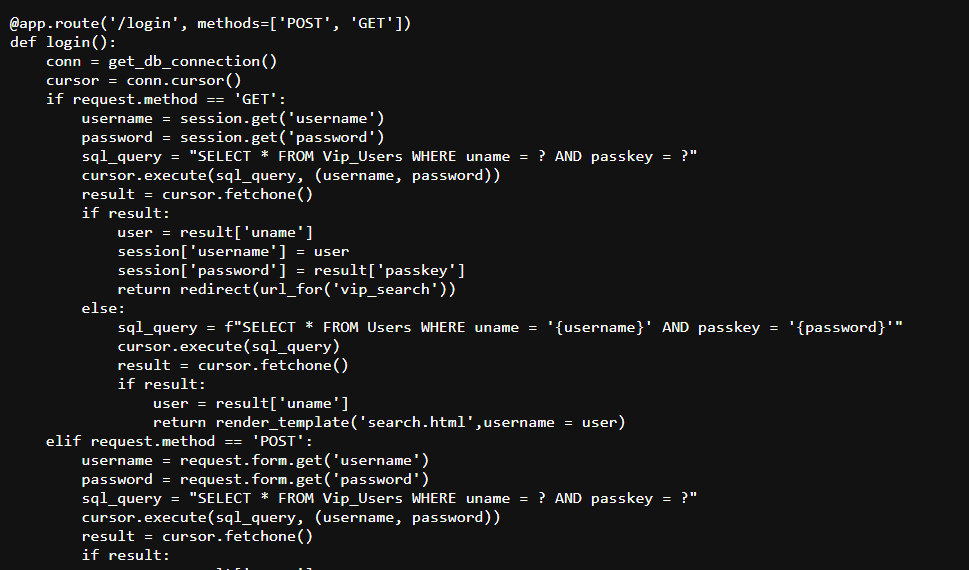 @app.route('/login', methods=['POST', 'GET'])
def login():
    conn = get_db_connection()
    cursor = conn.cursor()
    if request.method == 'GET':
        username = session.get('username')
        password = session.get('password')
        sql_query = "SELECT * FROM Vip_Users WHERE uname = ? AND passkey = ?"
        cursor.execute(sql_query, (username, password))
        result = cursor.fetchone()
        if result:
            user = result['uname']
            session['username'] = user
            session['password'] = result['passkey']
            return redirect(url_for('vip_search'))
        else:
            sql_query = f"SELECT * FROM Users WHERE uname = '{username}' AND passkey = '{password}'"
            cursor.execute(sql_query)
            result = cursor.fetchone()
            if result:
                user = result['uname']
                return render_template('search.html',username = user)
    elif request.method == 'POST':
        username = request.form.get('username')
        password = request.form.get('password')
        sql_query = "SELECT * FROM Vip_Users WHERE uname = ? AND passkey = ?"
        cursor.execute(sql_query, (username, password))
        result = cursor.fetchone()
        if result: